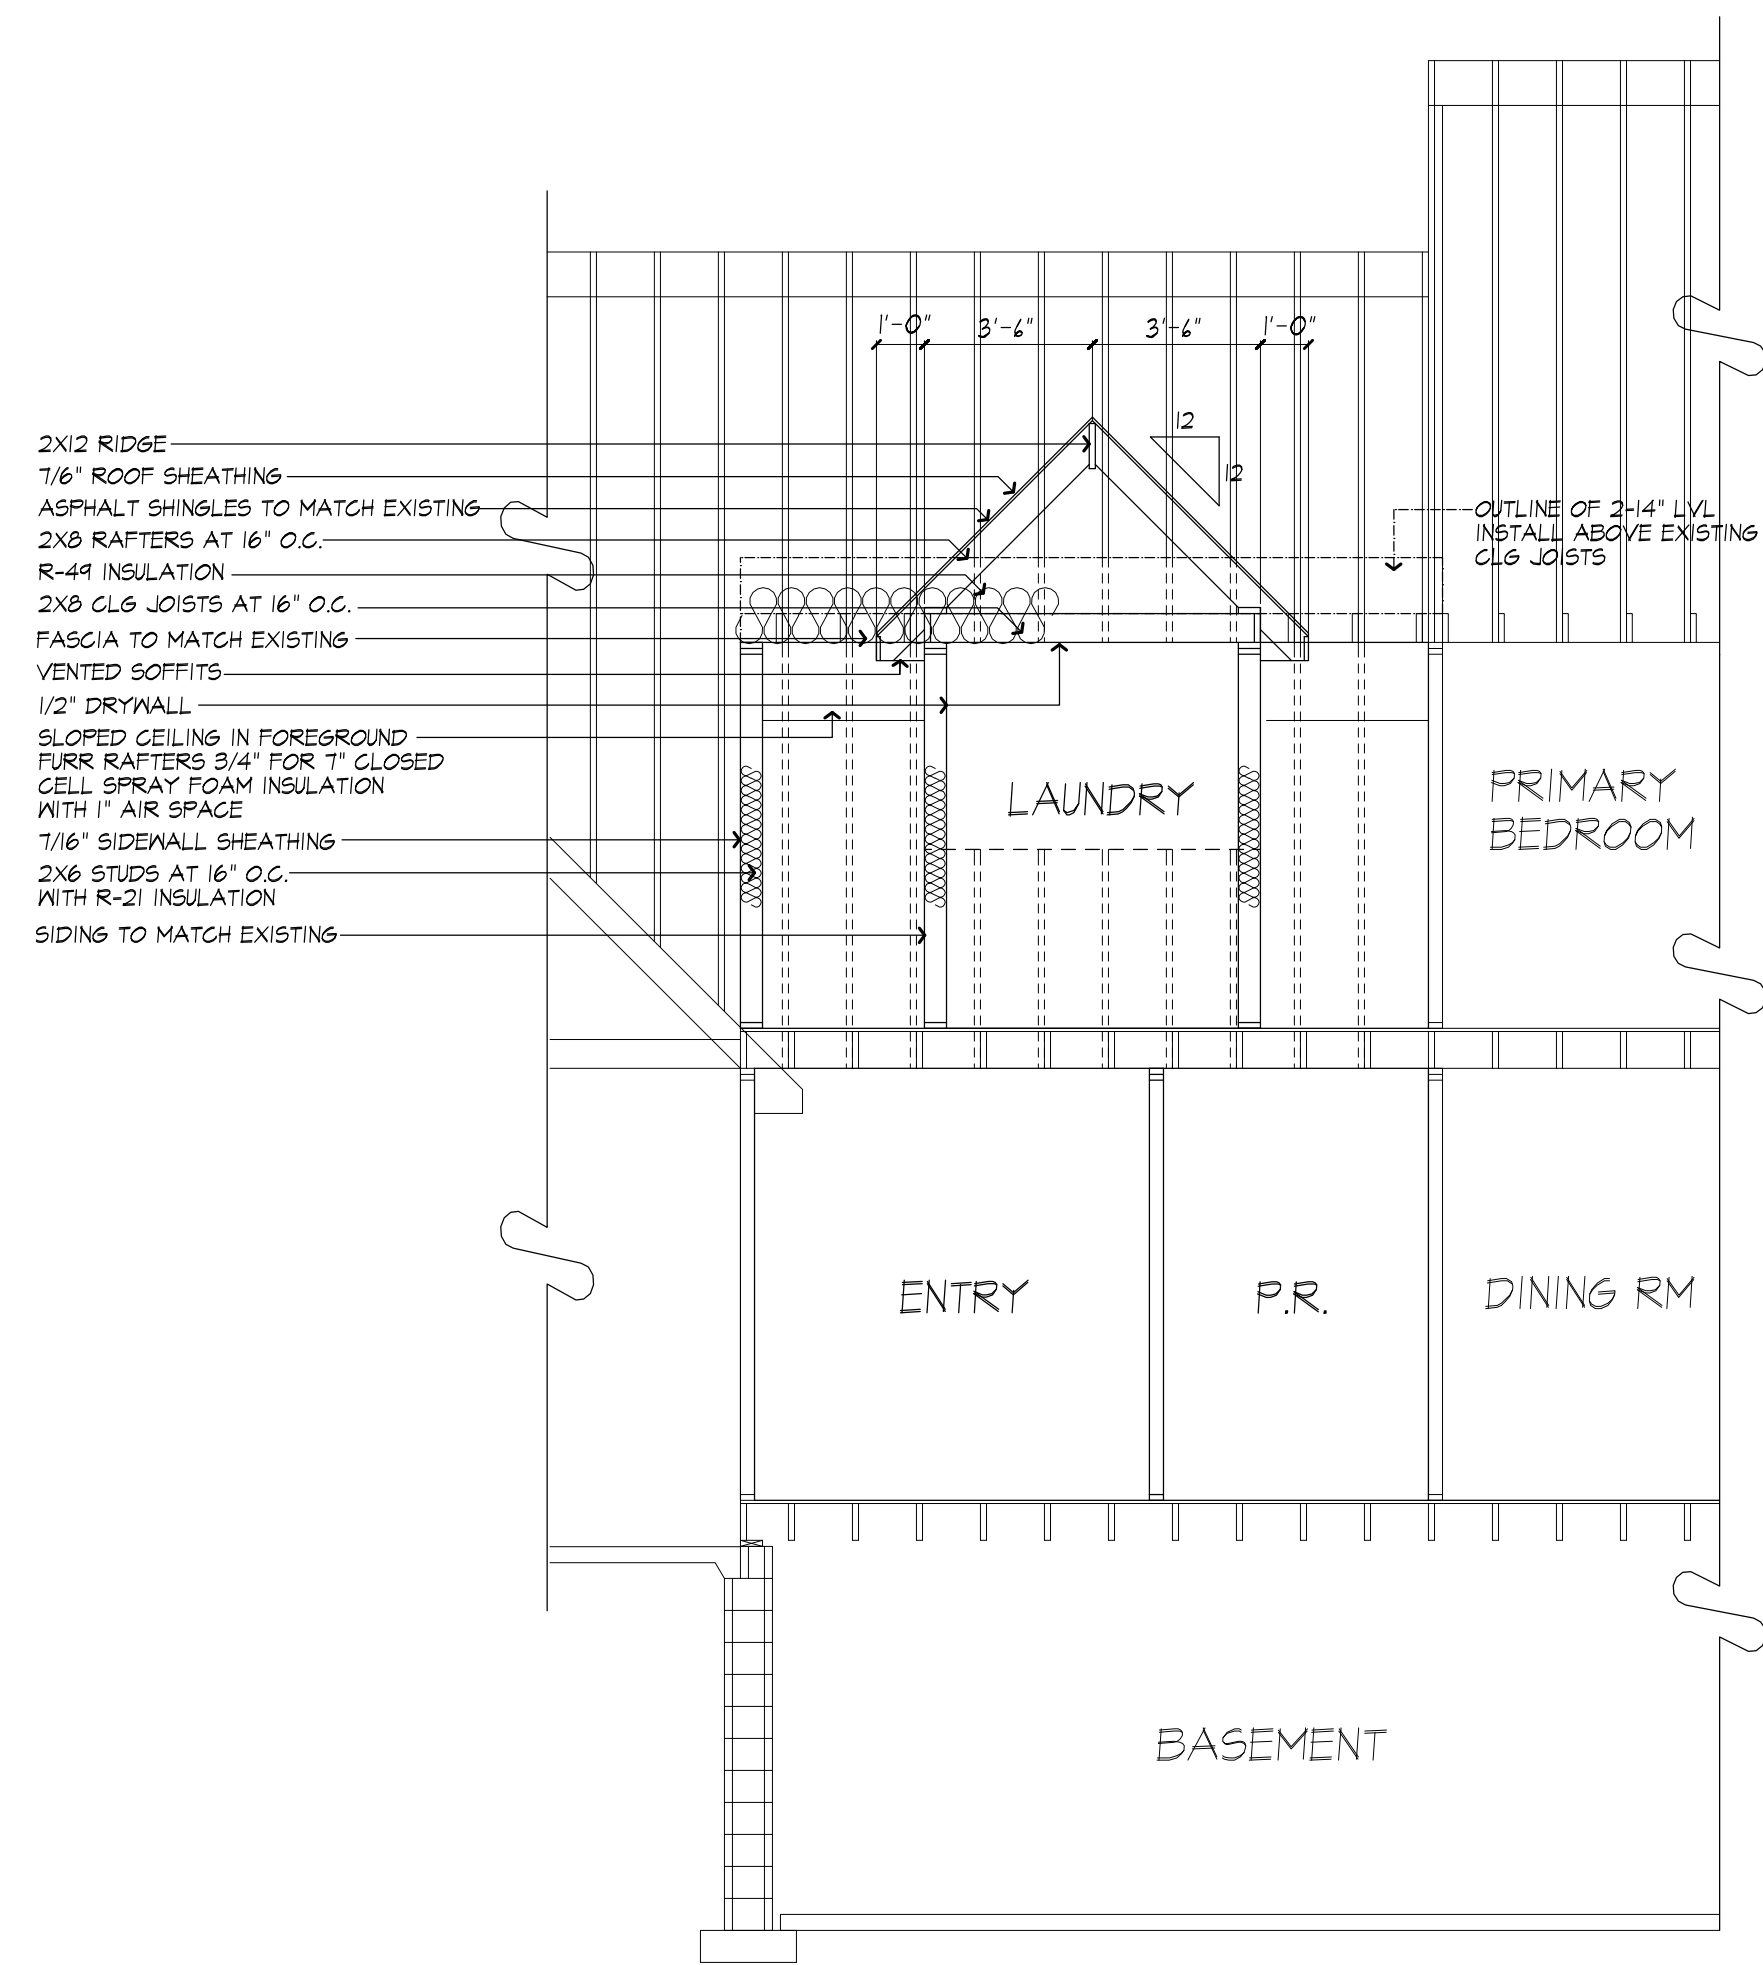 1'-0" 3'-6" 3'-6" 1'-0"
12
12
2X12 RIDGE
7/6" ROOF SHEATHING
ASPHALT SHINGLES TO MATCH EXISTING
2X8 RAFTERS AT 16" O.C.
R-49 INSULATION
2X8 CLG JOISTS AT 16" O.C.
FASCIA TO MATCH EXISTING
VENTED SOFFITS
1/2" DRYWALL
SLOPED CEILING IN FOREGROUND
FURR RAFTERS 3/4" FOR 7" CLOSED
CELL SPRAY FOAM INSULATION
WITH 1" AIR SPACE
7/16" SIDEWALL SHEATHING
2X6 STUDS AT 16" O.C.
WITH R-21 INSULATION
SIDING TO MATCH EXISTING
OUTLINE OF 2-14" LVL
INSTALL ABOVE EXISTING
CLG JOISTS
LAUNDRY
PRIMARY
BEDROOM
ENTRY
P.R.
DINING RM
BASEMENT